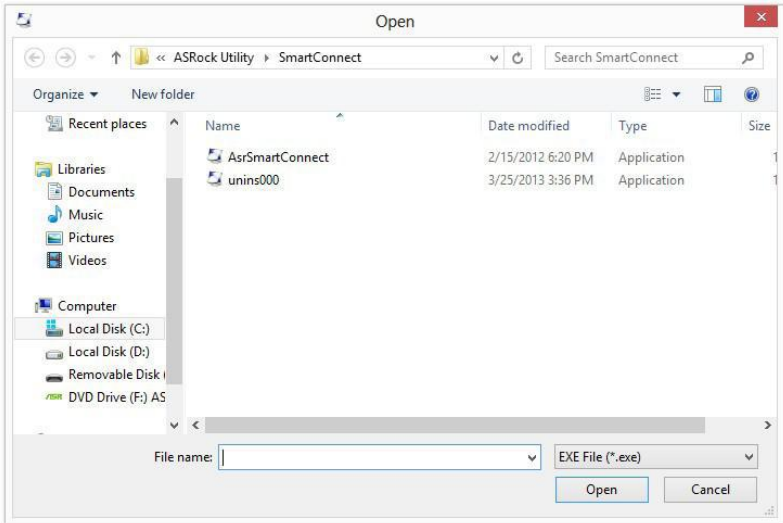 Open
« ASRock Utility SmartConnect
Search SmartConnect
Organize New folder
Name Date modified Type Size
AsrSmartConnect 2/15/2012 6:20 PM Application 1
unins000 3/25/2013 3:36 PM Application 1
Recent places
Libraries
Documents
Music
Pictures
Videos
Computer
Local Disk (C:)
Local Disk (D:)
Removable Disk (
DVD Drive (F:) AS
File name: EXE File (*.exe)
Open Cancel